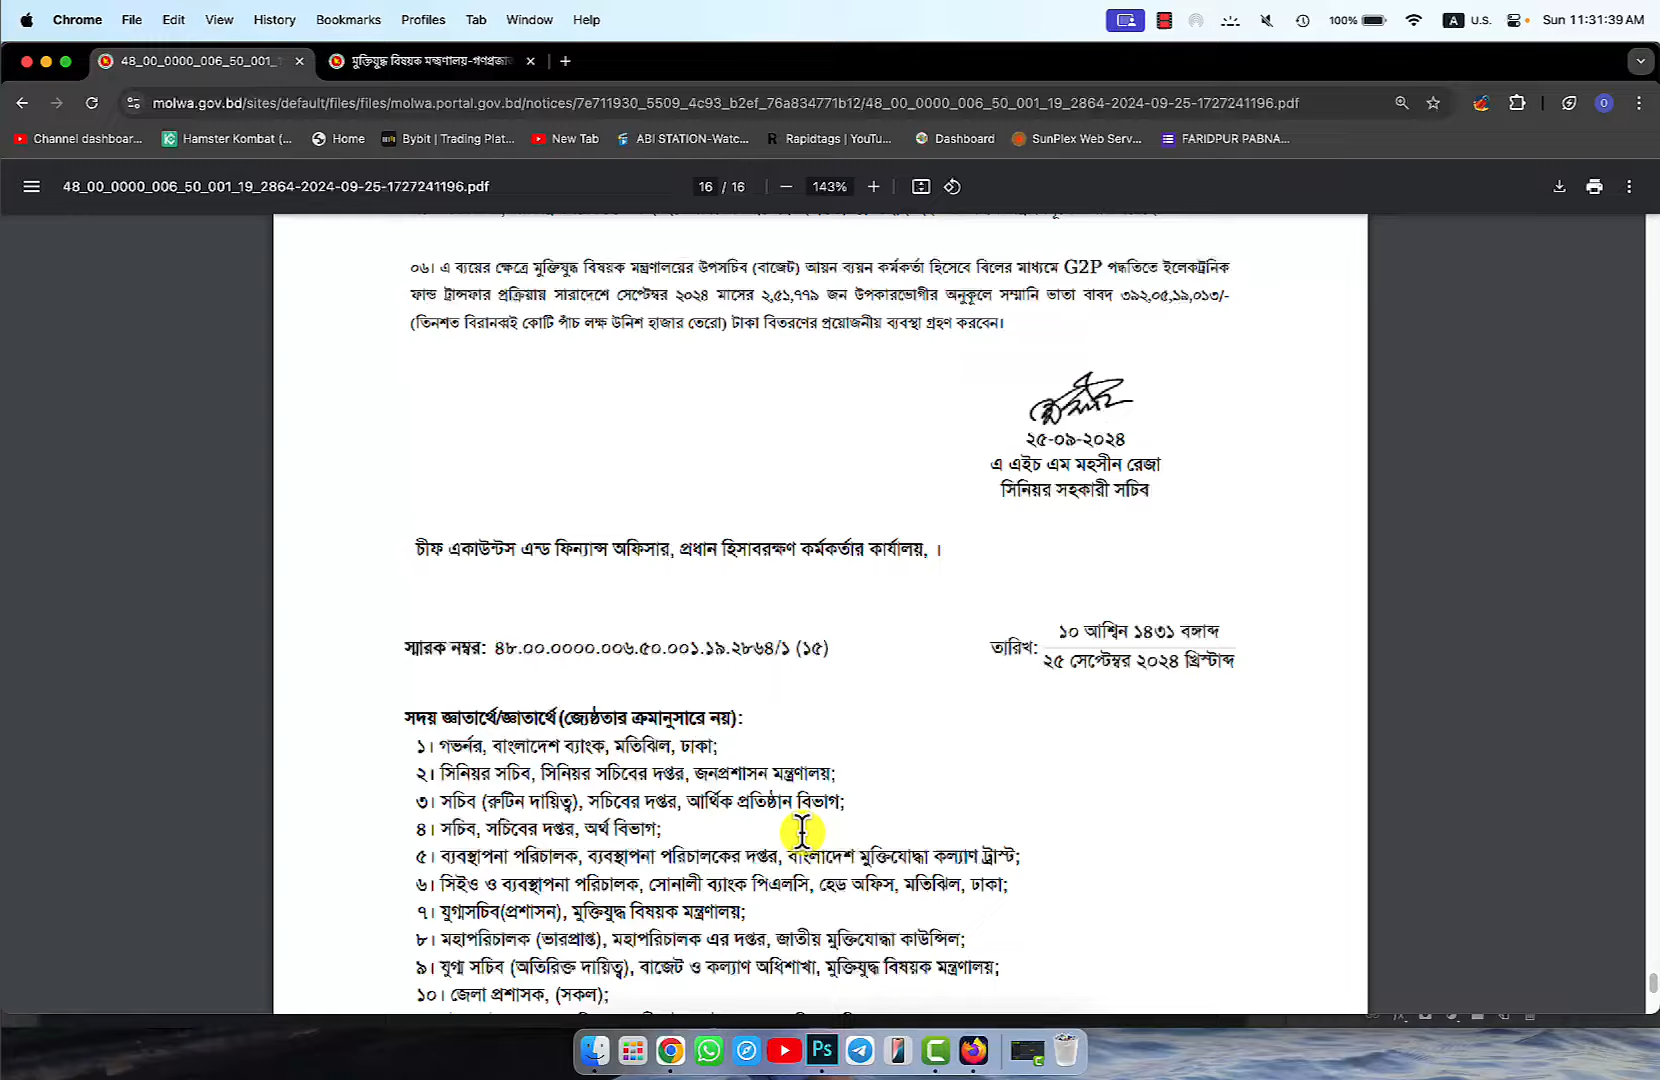 Chrome File Edit View History Bookmarks Profiles Tab Window Help 100% A U.S. Sun 11:31:39 AM
48_00_0000_006_50_001_ মুক্তিযুদ্ধ বিষয়ক মন্ত্রণালয়-গণপ্রজাত
molwa.gov.bd/sites/default/files/files/molwa.portal.gov.bd/notices/7e711930_5509_4c93_b2ef_76a834771b12/48_00_0000_006_50_001_19_2864-2024-09-25-1727241196.pdf
Channel dashboar... Hamster Kombat (... Home Bybit | Trading Plat... New Tab ABI STATION-Watc... Rapidtags | YouTu... Dashboard SunPlex Web Serv... FARIDPUR PABNA...
48_00_0000_006_50_001_19_2864-2024-09-25-1727241196.pdf 16 / 16 143%
০৬। এ ব্যয়ের ক্ষেত্রে মুক্তিযুদ্ধ বিষয়ক মন্ত্রণালয়ের উপসচিব (বাজেট) আয়ন ব্যয়ন কর্মকর্তা হিসেবে বিলের মাধ্যমে G2P পদ্ধতিতে ইলেকট্রনিক
ফান্ড ট্রান্সফার প্রক্রিয়ায় সারাদেশে সেপ্টেম্বর ২০২৪ মাসের ২,৫১,৭৭৯ জন উপকারভোগীর অনুকূলে সম্মানি ভাতা বাবদ ৩৯২,০৫,১৯,০১৩/-
(তিনশত বিরানব্বই কোটি পাঁচ লক্ষ উনিশ হাজার তেরো) টাকা বিতরণের প্রয়োজনীয় ব্যবস্থা গ্রহণ করবেন।
২৫-০৯-২০২৪
এ এইচ এম মহসীন রেজা
সিনিয়র সহকারী সচিব
চীফ একাউন্টস এন্ড ফিন্যান্স অফিসার, প্রধান হিসাবরক্ষণ কর্মকর্তার কার্যালয়, ।
স্মারক নম্বর: ৪৮.০০.০০০০.০০৬.৫০.০০১.১৯.২৮৬৪/১ (১৫)
তারিখ: ১০ আশ্বিন ১৪৩১ বঙ্গাব্দ
২৫ সেপ্টেম্বর ২০২৪ খ্রিস্টাব্দ
সদয় জ্ঞাতার্থে/জ্ঞাতার্থে (জ্যেষ্ঠতার ক্রমানুসারে নয়):
১। গভর্নর, বাংলাদেশ ব্যাংক, মতিঝিল, ঢাকা;
২। সিনিয়র সচিব, সিনিয়র সচিবের দপ্তর, জনপ্রশাসন মন্ত্রণালয়;
৩। সচিব (রুটিন দায়িত্ব), সচিবের দপ্তর, আর্থিক প্রতিষ্ঠান বিভাগ;
৪। সচিব, সচিবের দপ্তর, অর্থ বিভাগ;
৫। ব্যবস্থাপনা পরিচালক, ব্যবস্থাপনা পরিচালকের দপ্তর, বাংলাদেশ মুক্তিযোদ্ধা কল্যাণ ট্রাস্ট;
৬। সিইও ও ব্যবস্থাপনা পরিচালক, সোনালী ব্যাংক পিএলসি, হেড অফিস, মতিঝিল, ঢাকা;
৭। যুগ্মসচিব(প্রশাসন), মুক্তিযুদ্ধ বিষয়ক মন্ত্রণালয়;
৮। মহাপরিচালক (ভারপ্রাপ্ত), মহাপরিচালক এর দপ্তর, জাতীয় মুক্তিযোদ্ধা কাউন্সিল;
৯। যুগ্ম সচিব (অতিরিক্ত দায়িত্ব), বাজেট ও কল্যাণ অধিশাখা, মুক্তিযুদ্ধ বিষয়ক মন্ত্রণালয়;
১০। জেলা প্রশাসক, (সকল);
Ps